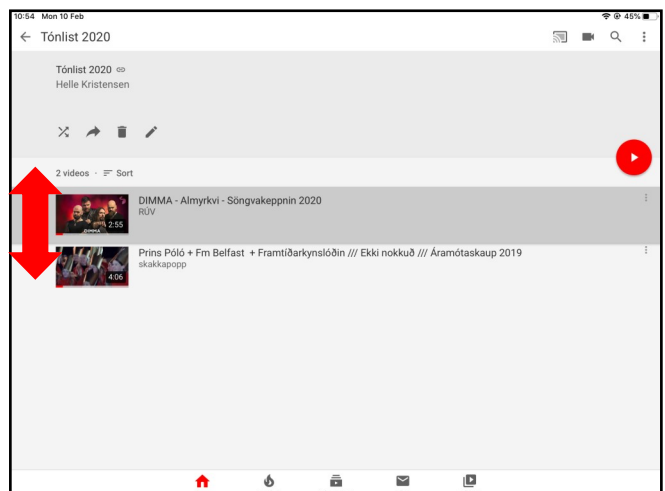 10:54 Mon 10 Feb
45%
Tónlist 2020
Tónlist 2020
Helle Kristensen
2 videos · Sort
DIMMA - Almyrkvi - Söngvakeppnin 2020
RÚV
DIMMA
2:55
Prins Póló + Fm Belfast + Framtíðarkynslóðin /// Ekki nokkuð /// Áramótaskaup 2019
skakkapopp
4:06